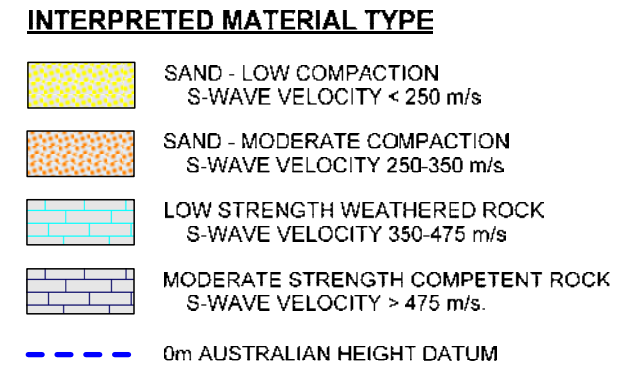 INTERPRETED MATERIAL TYPE
SAND - LOW COMPACTION
S-WAVE VELOCITY < 250 m/s
SAND - MODERATE COMPACTION
S-WAVE VELOCITY 250-350 m/s
LOW STRENGTH WEATHERED ROCK
S-WAVE VELOCITY 350-475 m/s
MODERATE STRENGTH COMPETENT ROCK
S-WAVE VELOCITY > 475 m/s.
0m AUSTRALIAN HEIGHT DATUM